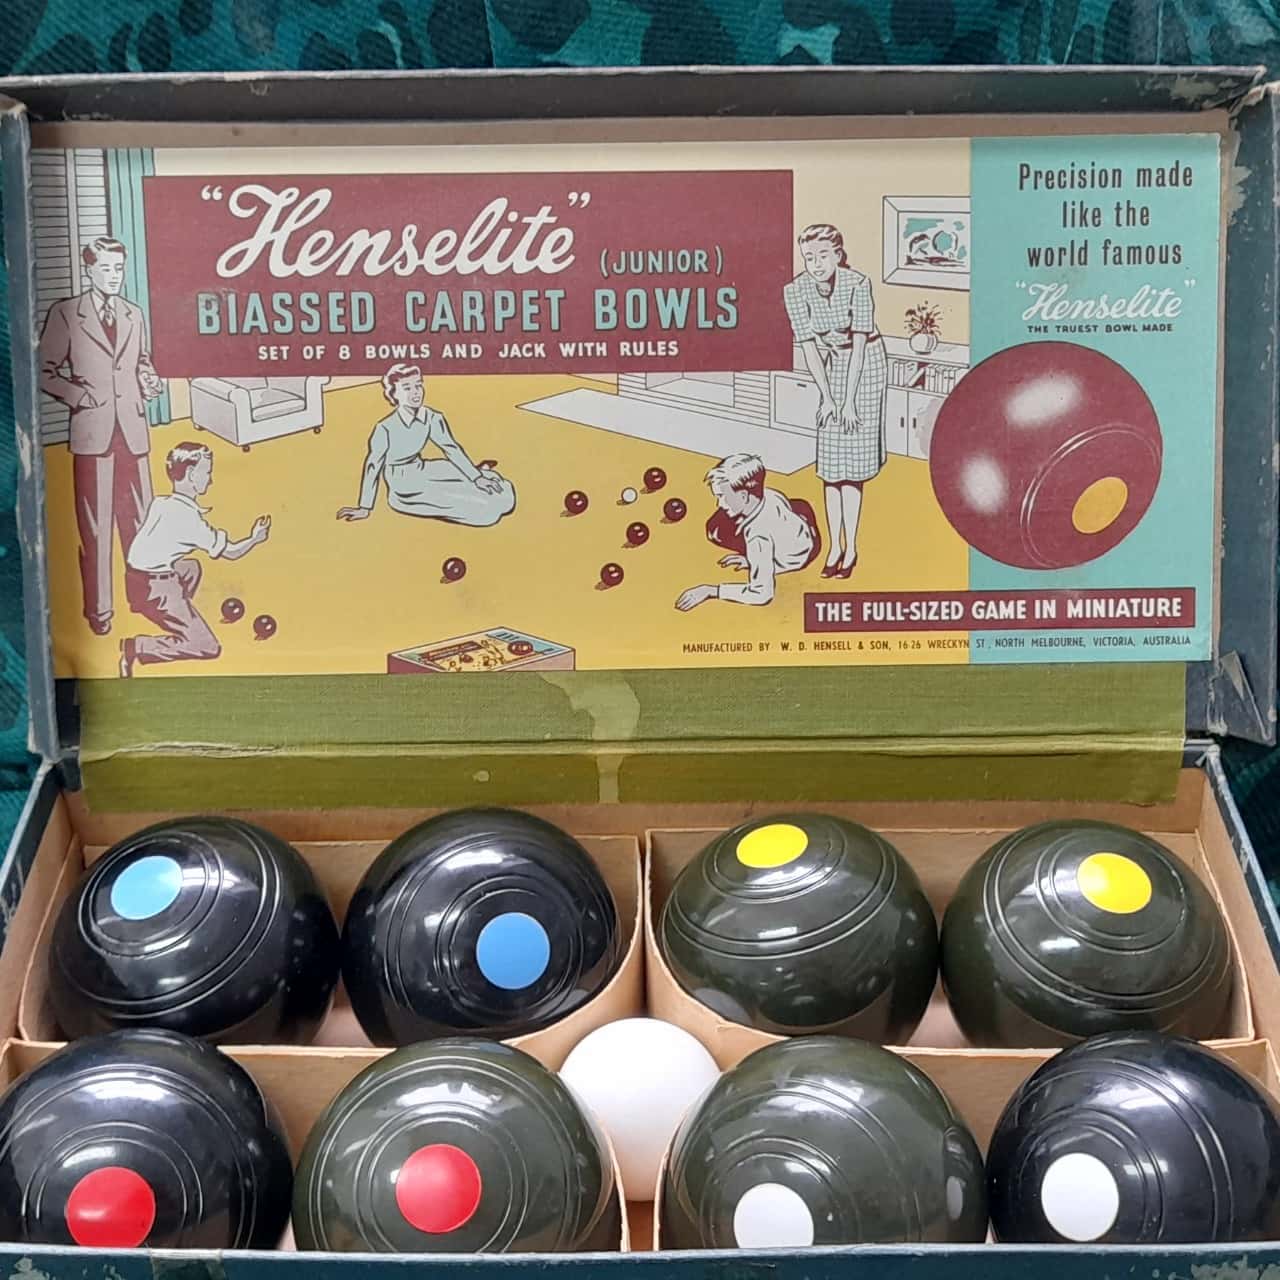 "Henselite" (JUNIOR)
BIASSED CARPET BOWLS
SET OF 8 BOWLS AND JACK WITH RULES
Precision made
like the
world famous
"Henselite"
THE TRUEST BOWL MADE
THE FULL-SIZED GAME IN MINIATURE
MANUFACTURED BY W. D. HENSELL & SON, 16-26 WRECKYN ST, NORTH MELBOURNE, VICTORIA, AUSTRALIA